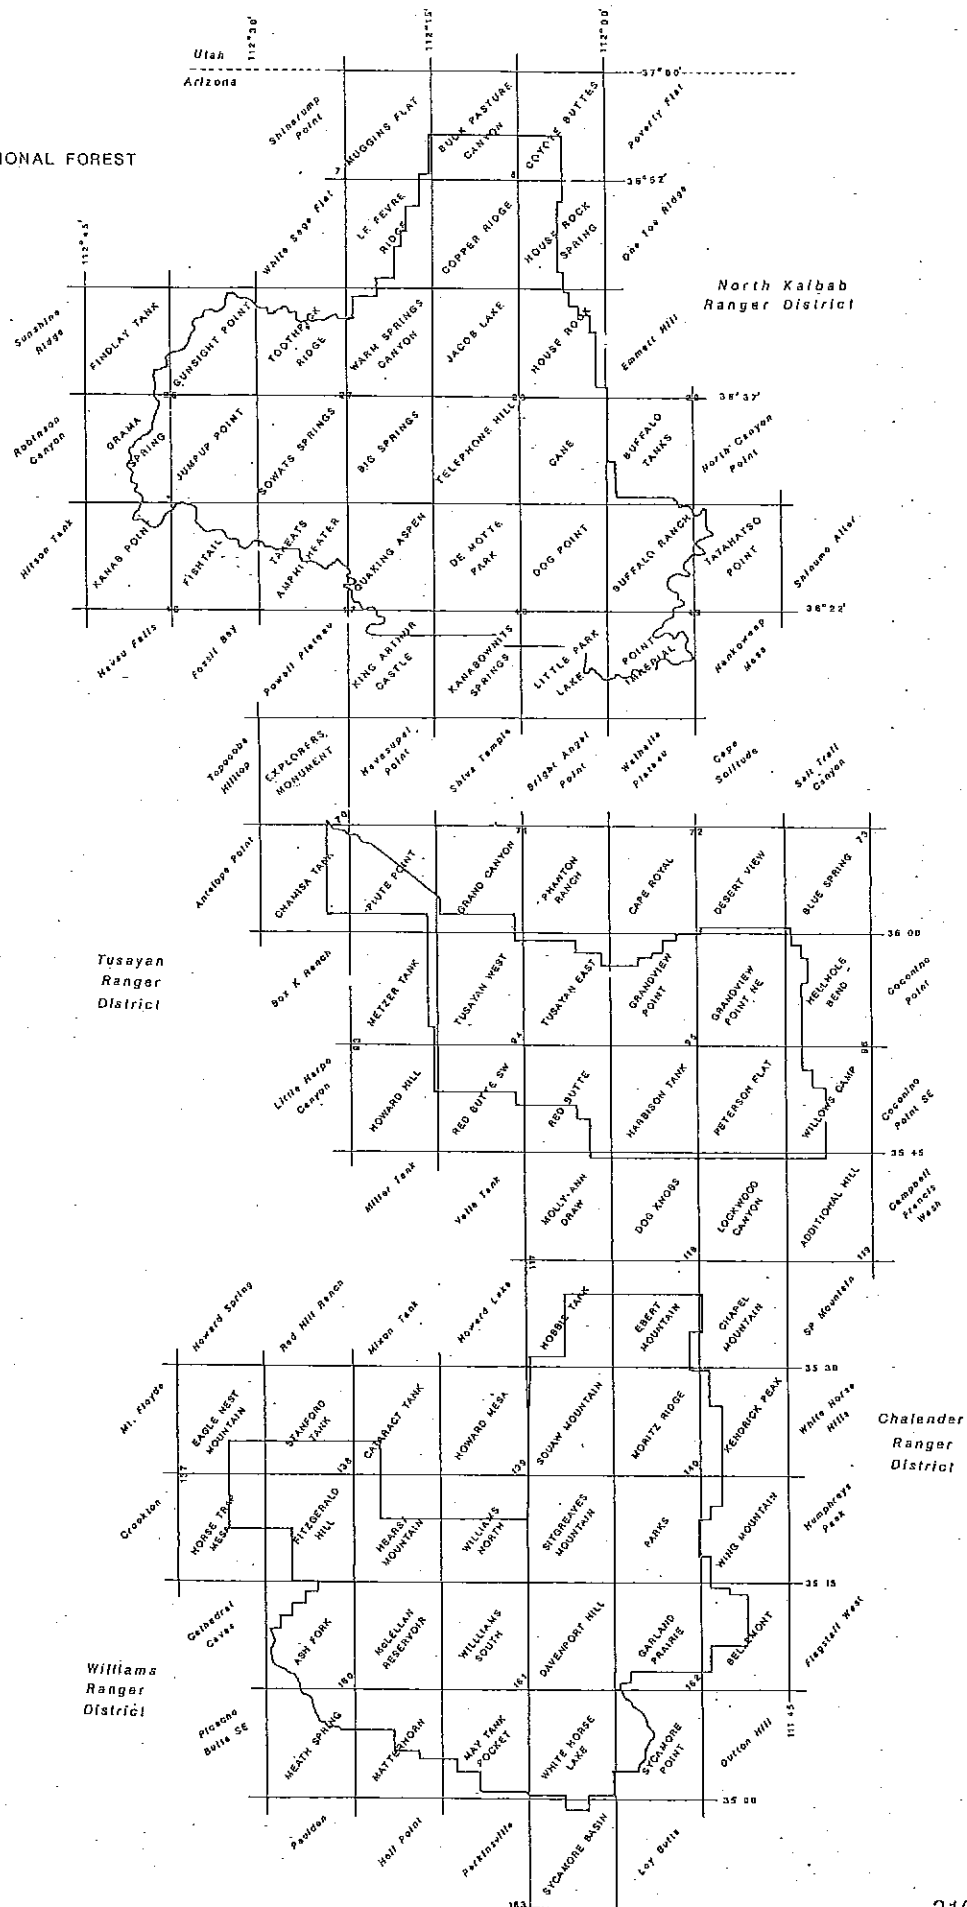 112°30'
112°15'
112°00'
Utah
Arizona
37°00'
IONAL FOREST
Shinarump
Point
MUGGINS FLAT
BUCK PASTURE
CANYON
COYOTE BUTTES
Poverty Flat
7
8
36°52'
112°45'
White Sage Flat
LE FEVRE
RIDGE
COPPER RIDGE
HOUSE ROCK
SPRING
One Toe Ridge
North Kaibab
Ranger District
Sunshine
Ridge
FINDLAY TANK
GUNSIGHT POINT
TOOTHPICK
RIDGE
WARM SPRINGS
CANYON
JACOB LAKE
HOUSE ROCK
Emmett Hill
27
36°37'
Robinson
Canyon
GRAMA
SPRING
JUMPUP POINT
SOWATS SPRINGS
BIG SPRINGS
TELEPHONE HILL
CANE
BUFFALO
TANKS
North Canyon
Point
Hitson Tank
KANAB POINT
FISHTAIL
TAPEATS
AMPHITHEATER
QUAKING ASPEN
DE MOTTE
PARK
DOG POINT
BUFFALO RANCH
TATAHATSO
POINT
Shinumo Altar
36°22'
Havsu Falls
Fossil Bay
Powell Plateau
KING ARTHUR
CASTLE
KANABOWNITS
SPRINGS
LITTLE PARK
LAKE
POINT
IMPERIAL
Nankoweap
Mesa
Topocoba
Hilltop
EXPLORERS
MONUMENT
Havasupai
Point
Shiva Temple
Bright Angel
Point
Walhalla
Plateau
Cape
Solitude
Salt Trail
Canyon
70
71
72
73
Antelope Point
CHAMISA TANK
PIUTE POINT
GRAND CANYON
PHANTON
RANCH
CAPE ROYAL
DESERT VIEW
BLUE SPRING
36 00
Tusayan
Ranger
District
Box K Ranch
METZER TANK
TUSAYAN WEST
TUSAYAN EAST
GRANDVIEW
POINT
GRANDVIEW
POINT NE
HELLHOLE
BEND
Coconino
Point
93
94
95
96
Little Harpo
Canyon
HOWARD HILL
RED BUTTE SW
RED BUTTE
HARBISON TANK
PETERSON FLAT
WILLOWS CAMP
Coconino
Point SE
35 45
Miller Tank
Valle Tank
MOLLY-ANN
DRAW
DOG KNOBS
LOCKWOOD
CANYON
ADDITIONAL HILL
Campbell
Francis
Wash
117
118
119
Howard Spring
Red Hill Ranch
Mixon Tank
Howard Lake
HOBBIE TANK
EBERT
MOUNTAIN
CHAPEL
MOUNTAIN
SP Mountain
35 30
Mt. Floyde
EAGLE NEST
MOUNTAIN
STANFORD
TANK
CATARACT TANK
HOWARD MESA
SQUAW MOUNTAIN
MORITZ RIDGE
KENDRICK PEAK
White Horse
Hills
Chalender
Ranger
District
137
138
139
140
Crookton
HORSE TRAP
MESA
FITZGERALD
HILL
HEARST
MOUNTAIN
WILLIAMS
NORTH
SITGREAVES
MOUNTAIN
PARKS
WING MOUNTAIN
Humphreys
Peak
35 15
Cathedral
Caves
ASH FORK
MCLELLAN
RESERVOIR
WILLLIAMS
SOUTH
DAVENPORT HILL
GARLAND
PRAIRIE
BELLEMONT
Flagstaff West
Williams
Ranger
District
160
161
162
Picacho
Butte SE
MEATH SPRING
MATTERHORN
MAY TANK
POCKET
WHITE HORSE
LAKE
SYCAMORE
POINT
Dutton Hill
111 45
35 00
Paulden
Hell Point
Perkinsville
SYCAMORE BASIN
Loy Butte
163